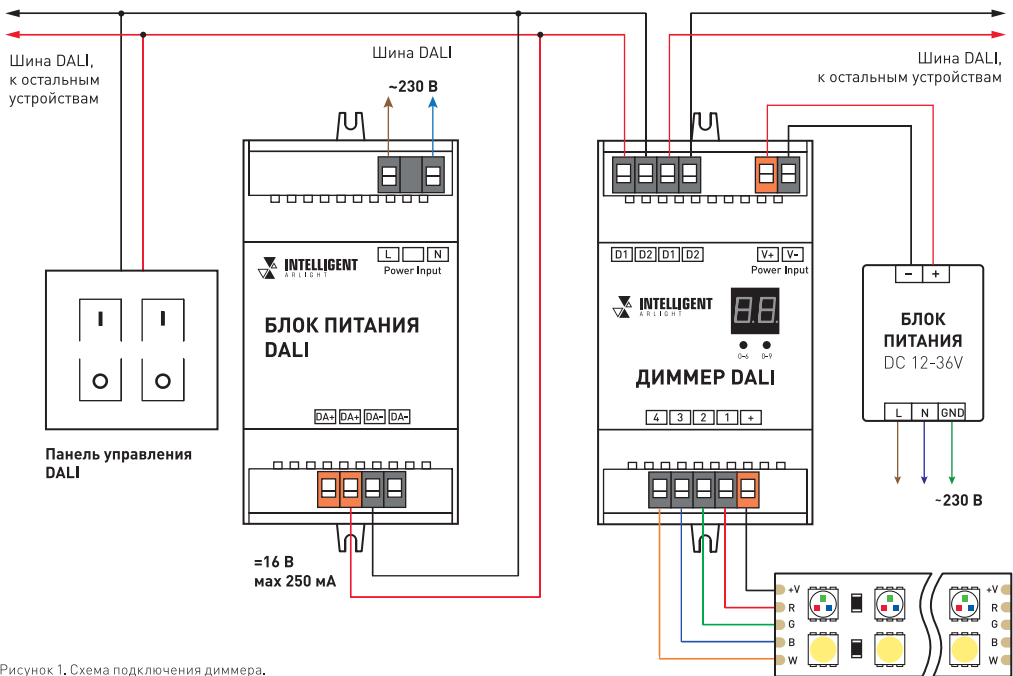 Шина DALI,
к остальным
устройствам
Шина DALI
~230 В
Шина DALI,
к остальным устройствам
L N
Power Input
INTELLIGENT
ARLIGHT
БЛОК ПИТАНИЯ
DALI
DA+ DA+ DA- DA-
=16 В
мах 250 мА
D1 D2 D1 D2
V+ V-
Power Input
INTELLIGENT
ARLIGHT
8.8.
0-6 0-9
ДИММЕР DALI
4 3 2 1 +
- +
БЛОК
ПИТАНИЯ
DC 12-36V
L N GND
~230 В
I I
O O
Панель управления
DALI
+V +V
R R
G G
B B
W W
Рисунок 1. Схема подключения диммера.